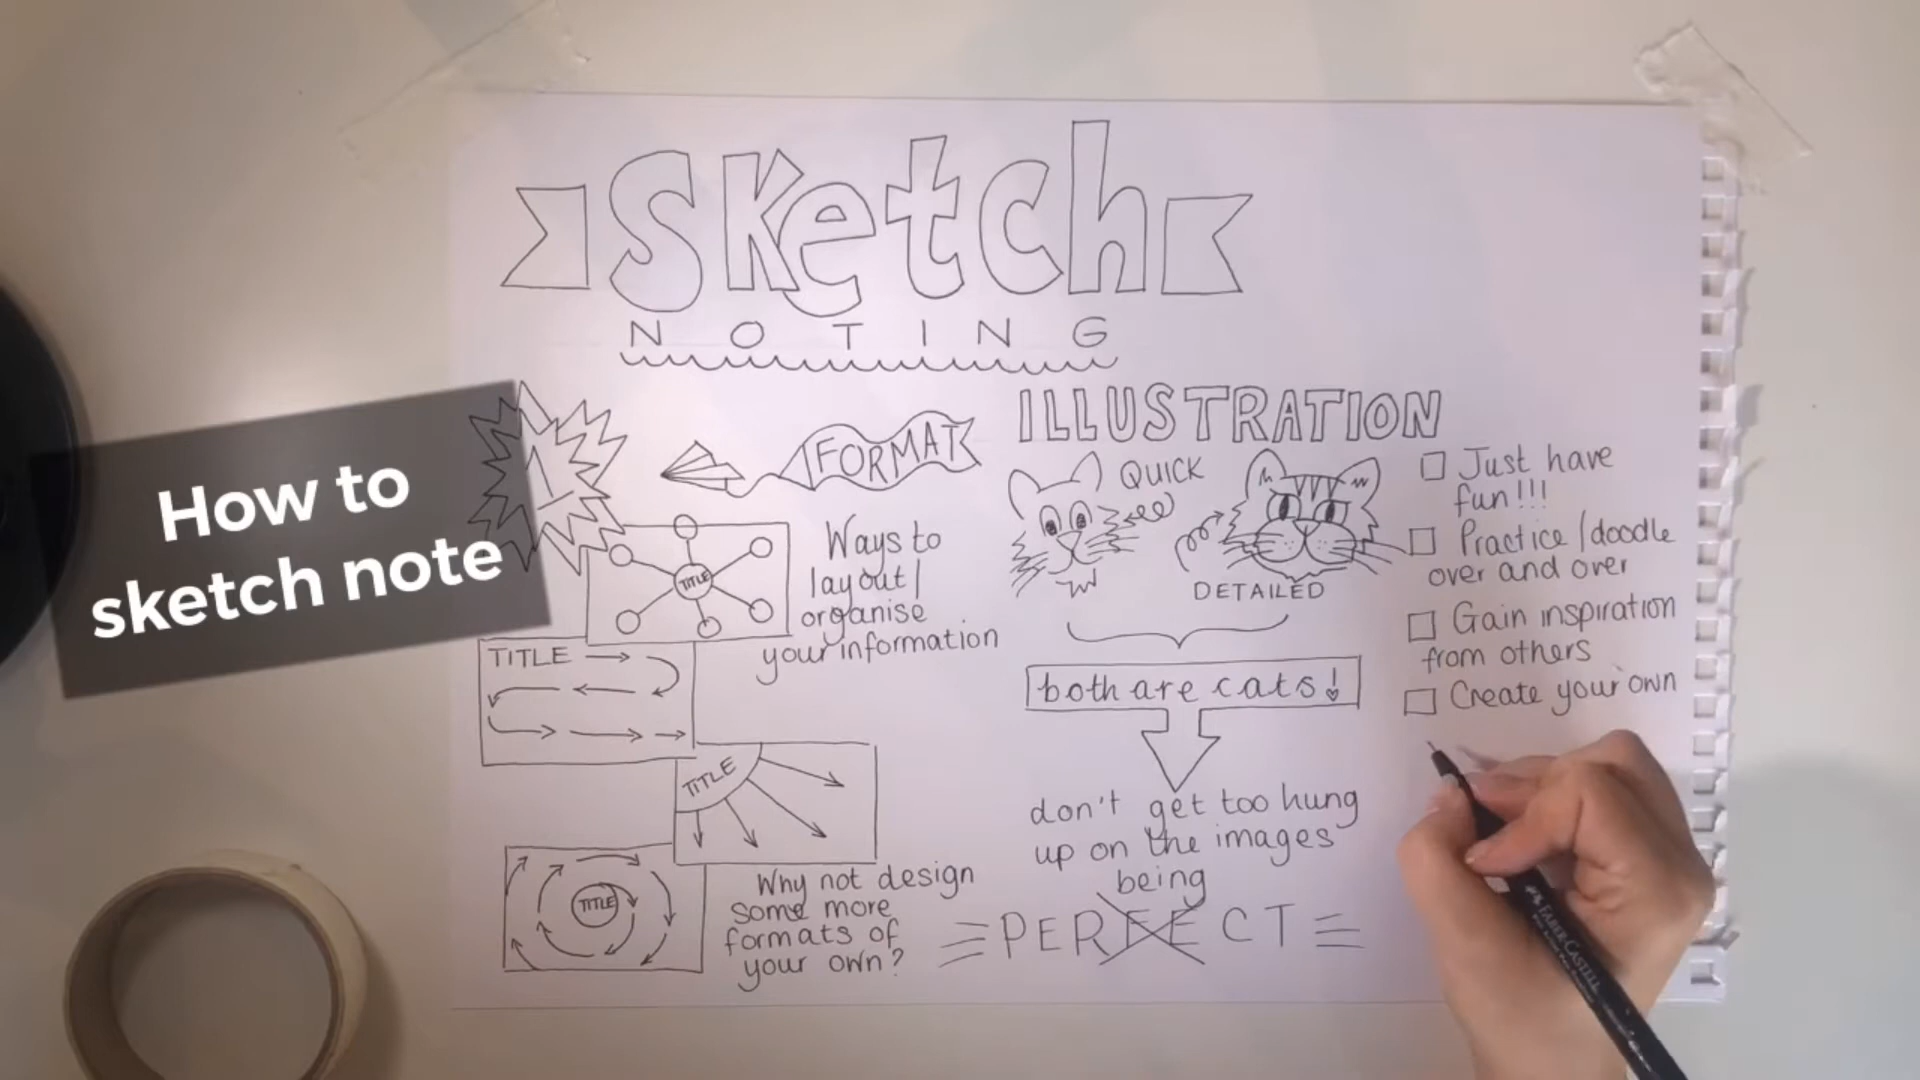 Sketch
NOTING
How to
sketch note
FORMAT
Ways to
layout/
organise
your information
TITLE
TITLE
TITLE
TITLE
Why not design
some more
formats of
your own?
ILLUSTRATION
QUICK
DETAILED
both are cats!
don't get too hung
up on the images
being
PERFECT
Just have
fun!!!
Practice/doodle
over and over
Gain inspiration
from others
Create your own
FABER-CASTELL